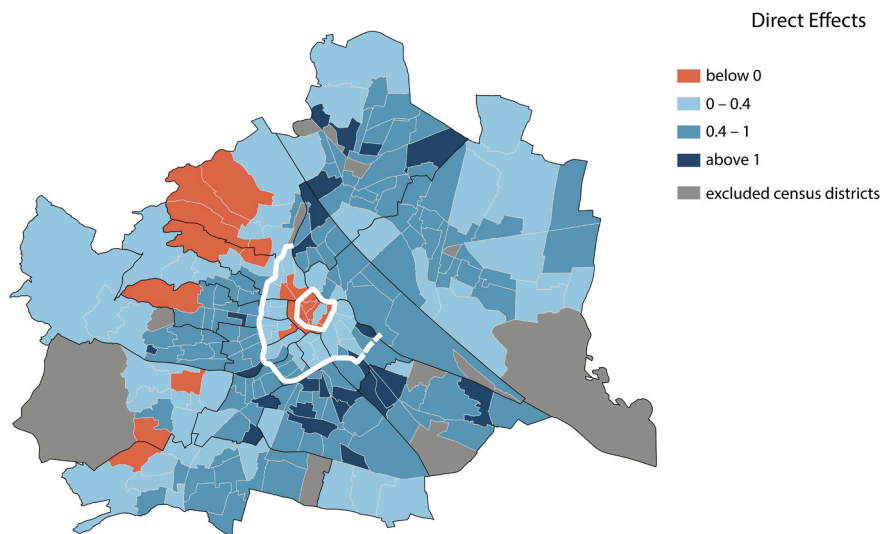 Direct Effects
below 0
0 – 0.4
0.4 – 1
above 1
excluded census districts